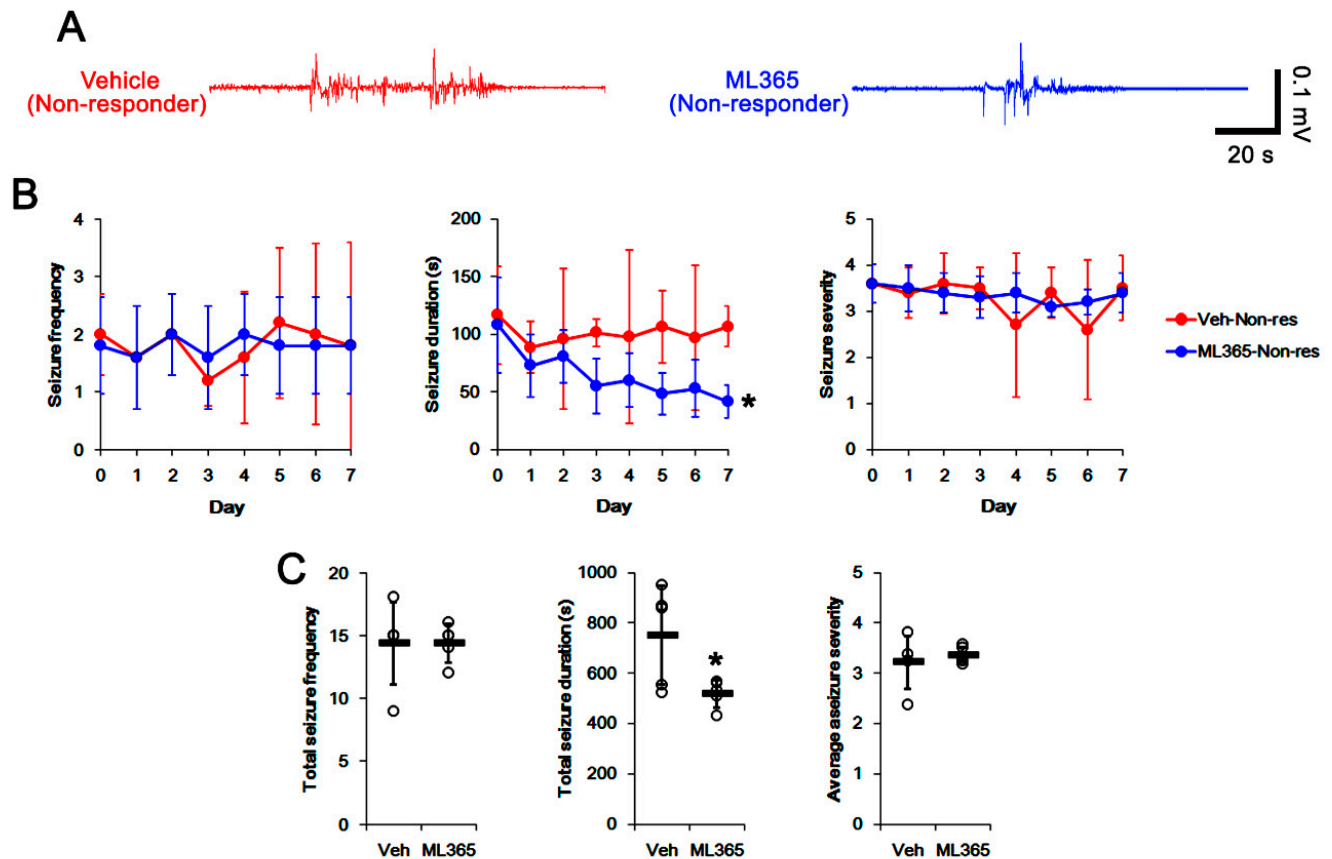 A
Vehicle
(Non-responder)
ML365
(Non-responder)
0.1 mV
20 s
B
Seizure frequency
4
3
2
1
0
0 1 2 3 4 5 6 7
Day
Seizure duration (s)
200
150
100
50
0
*
0 1 2 3 4 5 6 7
Day
Seizure severity
5
4
3
2
1
0
0 1 2 3 4 5 6 7
Day
Veh-Non-res
ML365-Non-res
C
Total seizure frequency
20
15
10
5
0
Veh ML365
Total seizure duration (s)
1000
800
600
400
200
0
*
Veh ML365
Average aseizure severity
5
4
3
2
1
0
Veh ML365